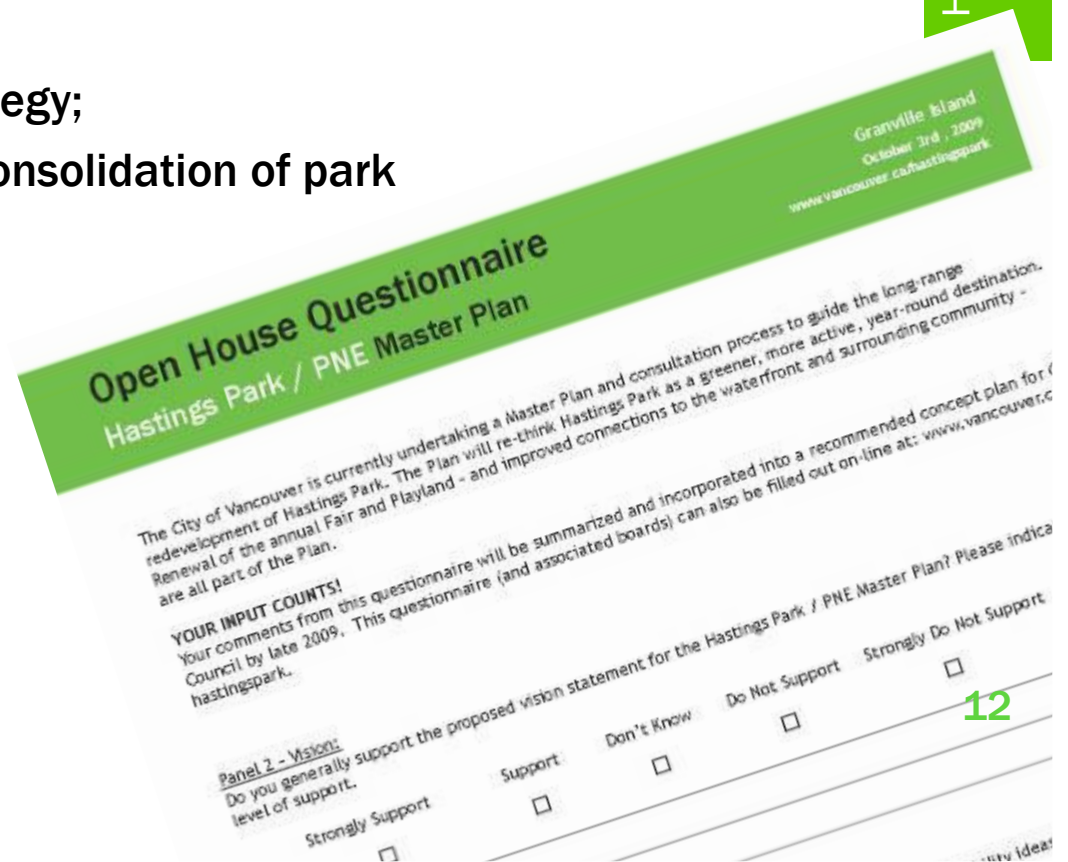 egy;
onsolidation of park
Granville Island
October 3rd , 2009
www.vancouver.ca/hastingspark
Open House Questionnaire
Hastings Park / PNE Master Plan
The City of Vancouver is currently undertaking a Master Plan and consultation process to guide the long-range
redevelopment of Hastings Park. The Plan will re-think Hastings Park as a greener, more active, year-round destination.
Renewal of the annual Fair and Playland - and improved connections to the waterfront and surrounding community -
are all part of the Plan.
YOUR INPUT COUNTS!
Your comments from this questionnaire will be summarized and incorporated into a recommended concept plan for
Council by late 2009. This questionnaire (and associated boards) can also be filled out on-line at: www.vancouver.c
hastingspark.
Panel 2 - Vision:
Do you generally support the proposed vision statement for the Hastings Park / PNE Master Plan? Please indica
level of support.
Strongly Support Support Don't Know Do Not Support Strongly Do Not Support
12
ility ideas